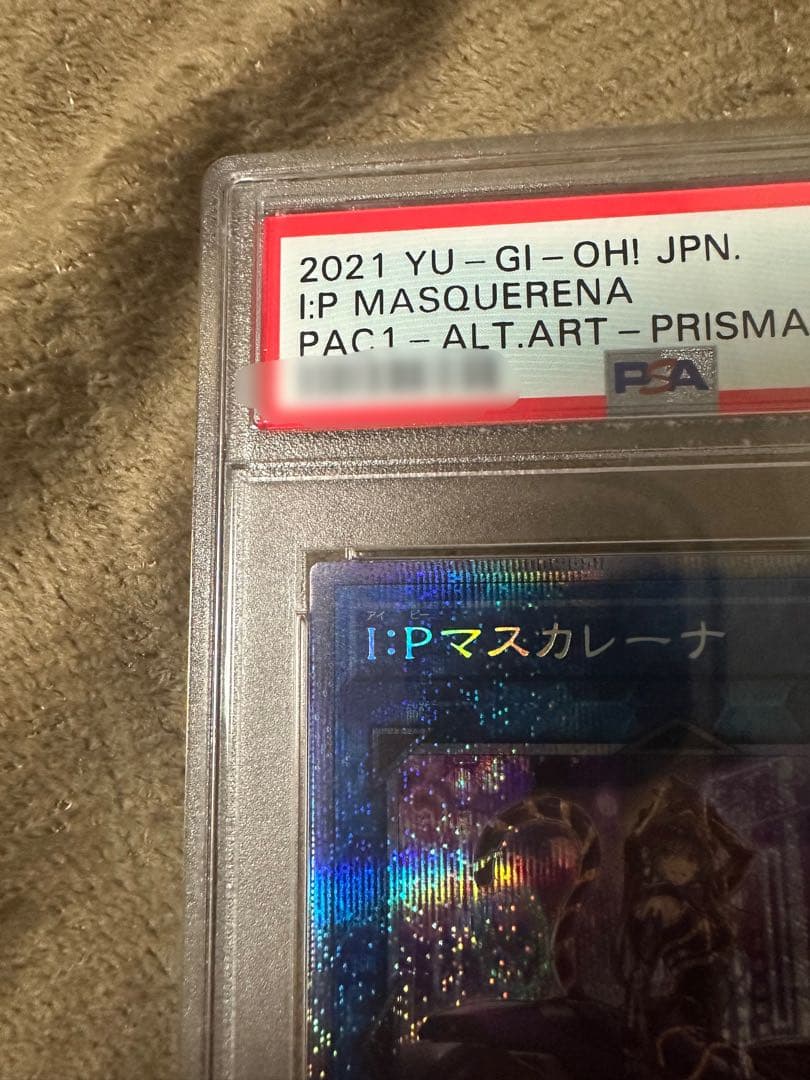 2021 YU-GI-OH! JPN.
I:P MASQUERENA
PAC1-ALT.ART-PRISMA
PSA
アイ ピー
I:Pマスカレーナ